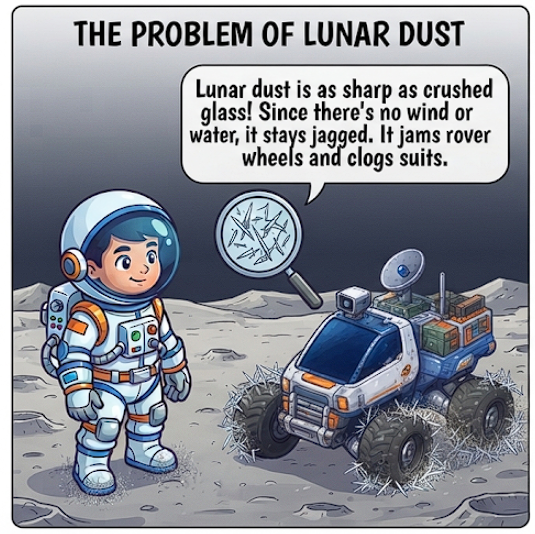 THE PROBLEM OF LUNAR DUST
Lunar dust is as sharp as crushed
glass! Since there's no wind or
water, it stays jagged. It jams rover
wheels and clogs suits.